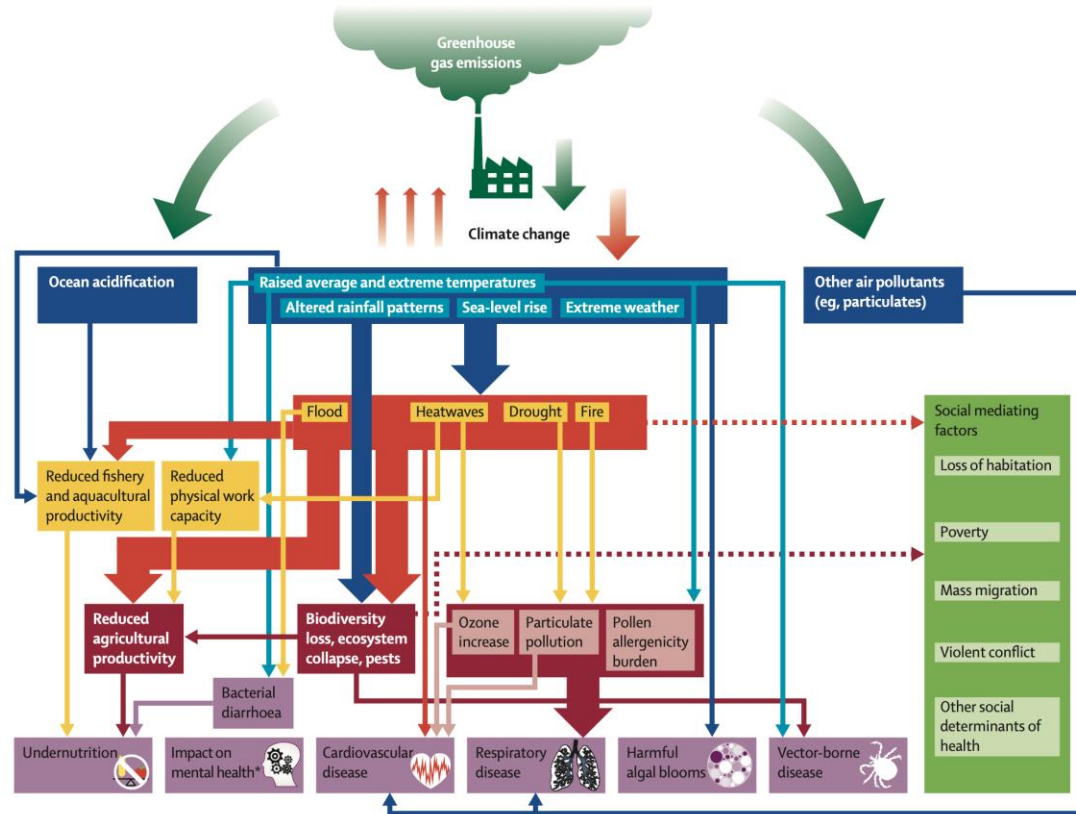 Greenhouse
gas emissions
Climate change
Ocean acidification
Raised average and extreme temperatures
Altered rainfall patterns
Sea-level rise
Extreme weather
Other air pollutants
(eg, particulates)
Flood
Heatwaves
Drought
Fire
Social mediating
factors
Loss of habitation
Poverty
Mass migration
Violent conflict
Other social
determinants of
health
Reduced fishery
and aquacultural
productivity
Reduced
physical work
capacity
Reduced
agricultural
productivity
Biodiversity
loss, ecosystem
collapse, pests
Ozone
increase
Particulate
pollution
Pollen
allergenicity
burden
Bacterial
diarrhoea
Undernutrition
Impact on
mental health*
Cardiovascular
disease
Respiratory
disease
Harmful
algal blooms
Vector-borne
disease